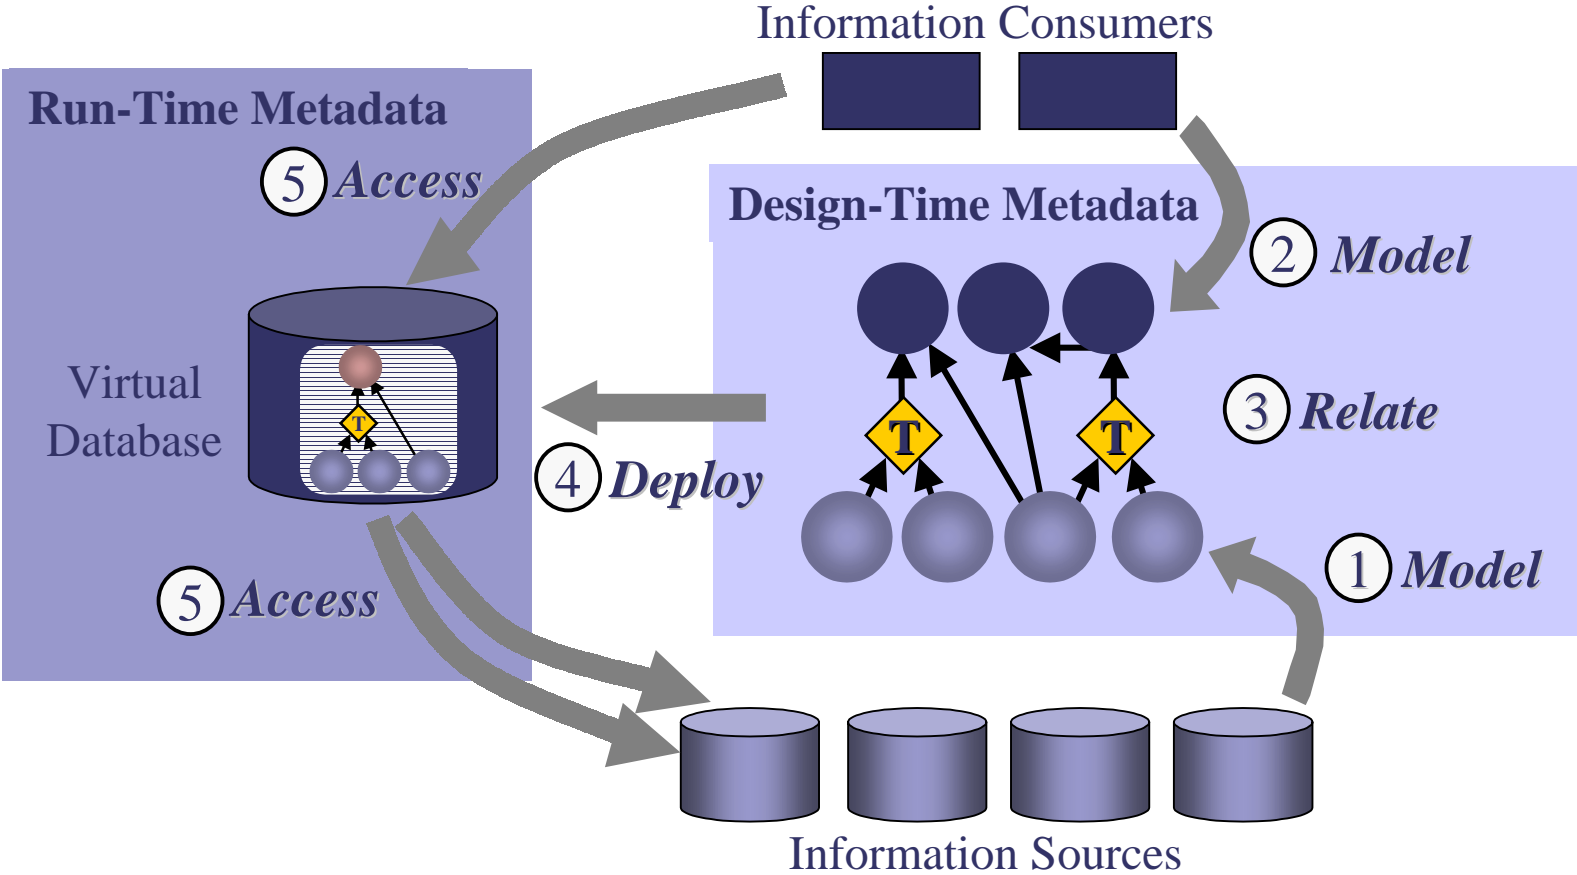 Information Consumers
Run-Time Metadata
5 Access
Design-Time Metadata
2 Model
Virtual
Database
T
T
T
3 Relate
4 Deploy
5 Access
1 Model
Information Sources